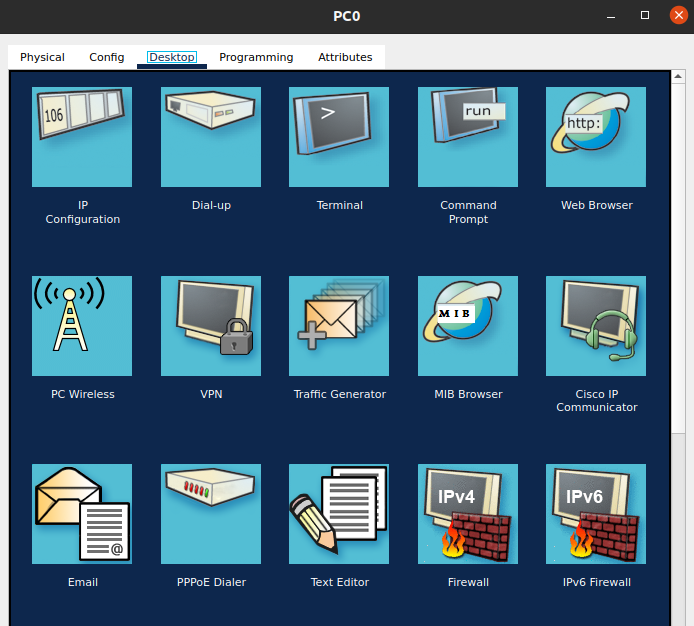 PC0
Physical Config Desktop Programming Attributes
106
>
run
http:
IP
Configuration
Dial-up
Terminal
Command
Prompt
Web Browser
MIB
PC Wireless
VPN
Traffic Generator
MIB Browser
Cisco IP
Communicator
@
IPv4
IPv6
Email
PPPoE Dialer
Text Editor
Firewall
IPv6 Firewall